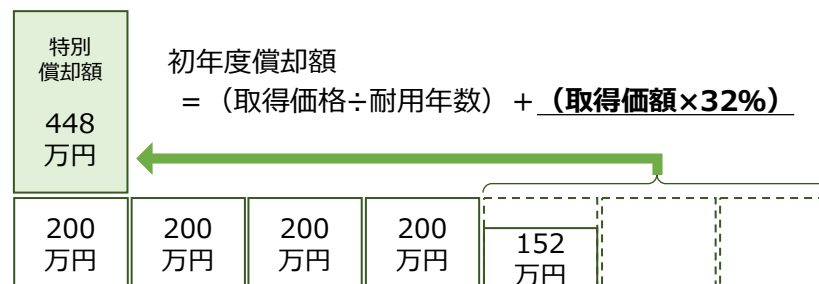 特別
償却額
448
万円
初年度償却額
=（取得価格÷耐用年数）+（取得価額×32%）
200
万円
200
万円
200
万円
200
万円
152
万円